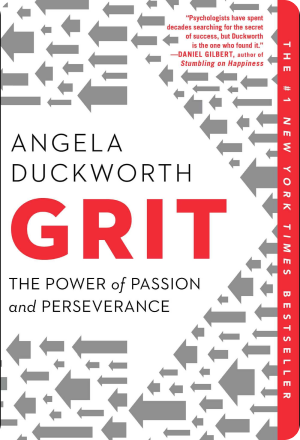 "Psychologists have spent
decades searching for the secret
of success, but Duckworth
is the one who found it."
—DANIEL GILBERT, author of
Stumbling on Happiness
ANGELA
DUCKWORTH
GRIT
THE POWER of PASSION
and PERSEVERANCE
THE #1 NEW YORK TIMES BESTSELLER